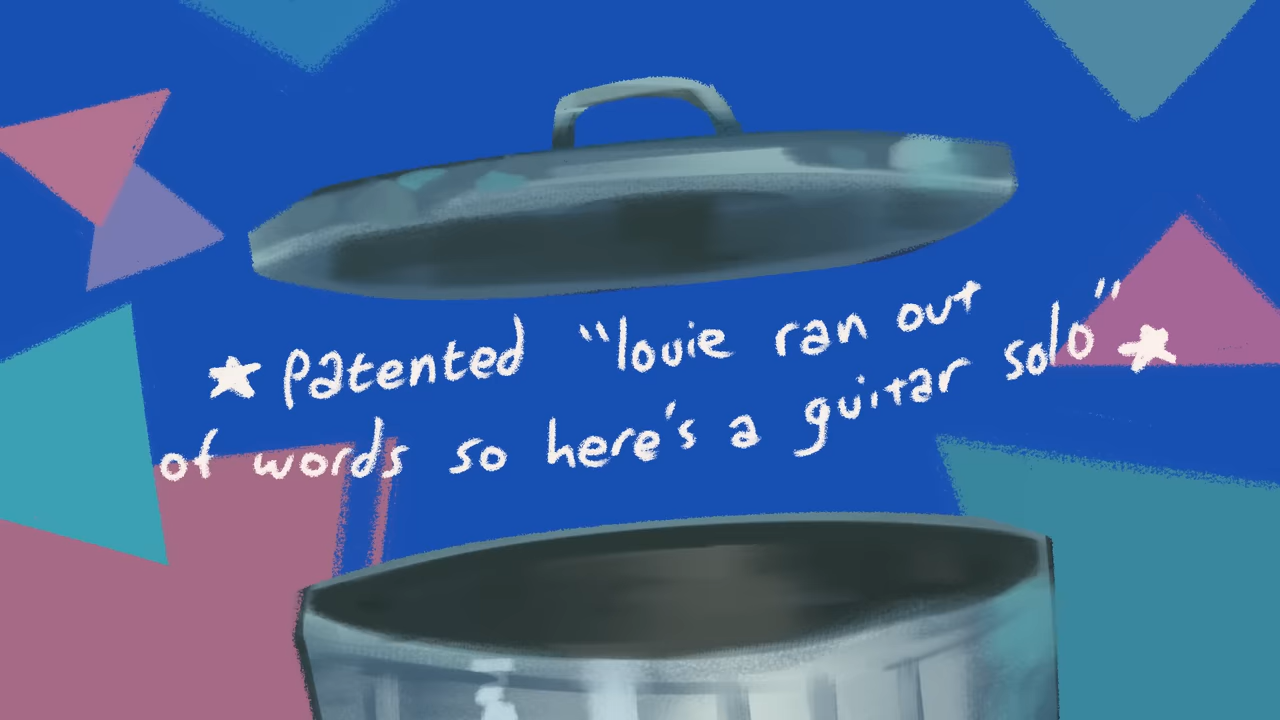 ★ patented “louie ran out
of words so here's a guitar solo” ★